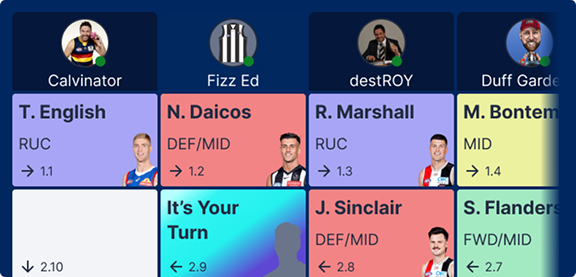 Calvinator
Fizz Ed
destROY
Duff Garde
T. English
RUC
→ 1.1
N. Daicos
DEF/MID
→ 1.2
R. Marshall
RUC
→ 1.3
M. Bontem
MID
→ 1.4
↓ 2.10
It's Your
Turn
← 2.9
J. Sinclair
DEF/MID
← 2.8
S. Flanders
FWD/MID
← 2.7